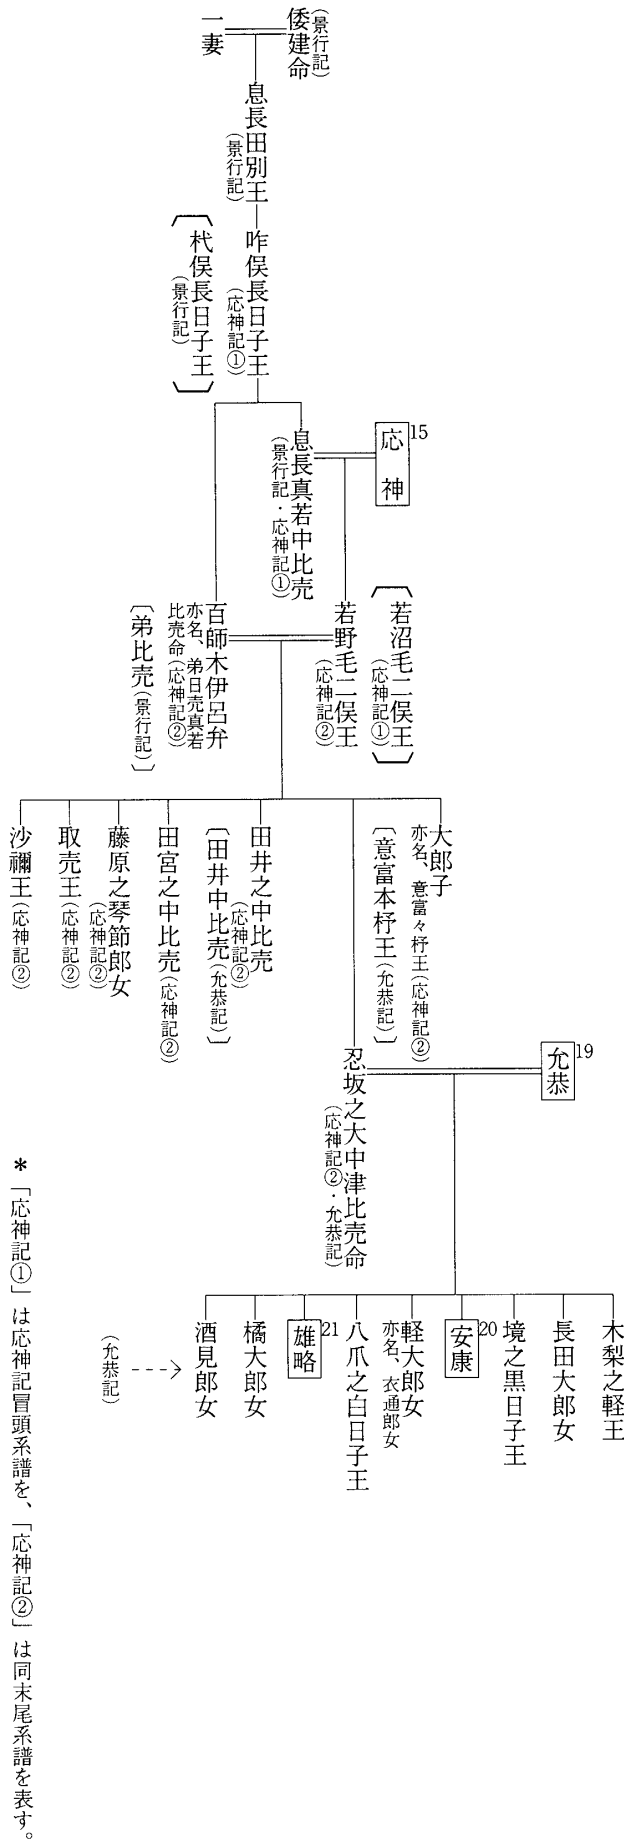 倭建命
(景行記)
一妻
息長田別王
(景行記)
咋俣長日子王
(応神記①)
〔杙俣長日子王
(景行記)〕
15
応神
息長真若中比売
(景行記・応神記①)
〔若沼毛二俣王
(応神記①)〕
若野毛二俣王
(応神記②)
百師木伊呂弁
亦名、弟日売真若
比売命(応神記②)
〔弟比売(景行記)〕
大郎子
亦名、意富々杼王(応神記②)
〔意富本杼王(允恭記)〕
忍坂之大中津比売命
(応神記②・允恭記)
田井之中比売
(応神記②)
〔田井中比売(允恭記)〕
田宮之中比売(応神記②)
藤原之琴節郎女
(応神記②)
取売王(応神記②)
沙禰王(応神記②)
19
允恭
木梨之軽王
長田大郎女
境之黒日子王
20
安康
軽大郎女
亦名、衣通郎女
八爪之白日子王
21
雄略
橘大郎女
酒見郎女
(允恭記)
*「応神記①」は応神記冒頭系譜を、「応神記②」は同末尾系譜を表す。